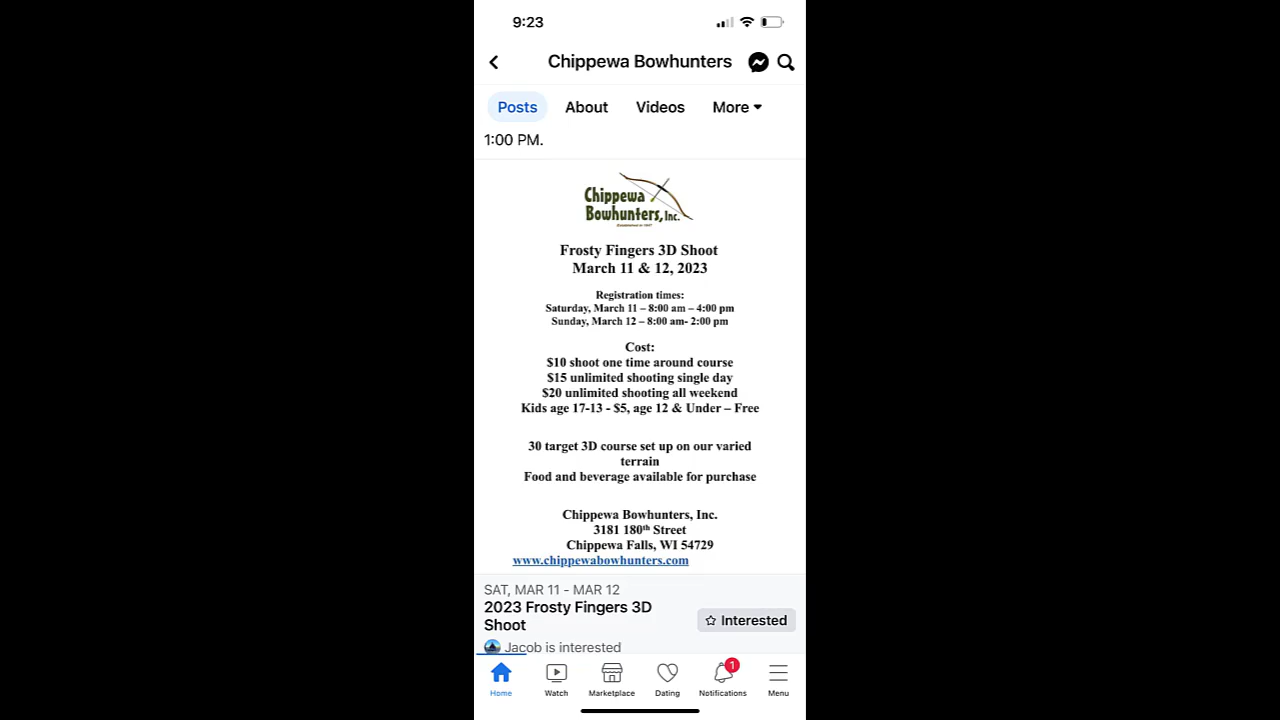 9:23
Chippewa Bowhunters
Posts About Videos More
1:00 PM.
Chippewa
Bowhunters, Inc.
Established in 1947
Frosty Fingers 3D Shoot
March 11 & 12, 2023
Registration times:
Saturday, March 11 – 8:00 am – 4:00 pm
Sunday, March 12 – 8:00 am- 2:00 pm
Cost:
$10 shoot one time around course
$15 unlimited shooting single day
$20 unlimited shooting all weekend
Kids age 17-13 - $5, age 12 & Under – Free
30 target 3D course set up on our varied
terrain
Food and beverage available for purchase
Chippewa Bowhunters, Inc.
3181 180th Street
Chippewa Falls, WI 54729
www.chippewabowhunters.com
SAT, MAR 11 - MAR 12
2023 Frosty Fingers 3D
Shoot
Interested
Jacob is interested
1
Home Watch Marketplace Dating Notifications Menu